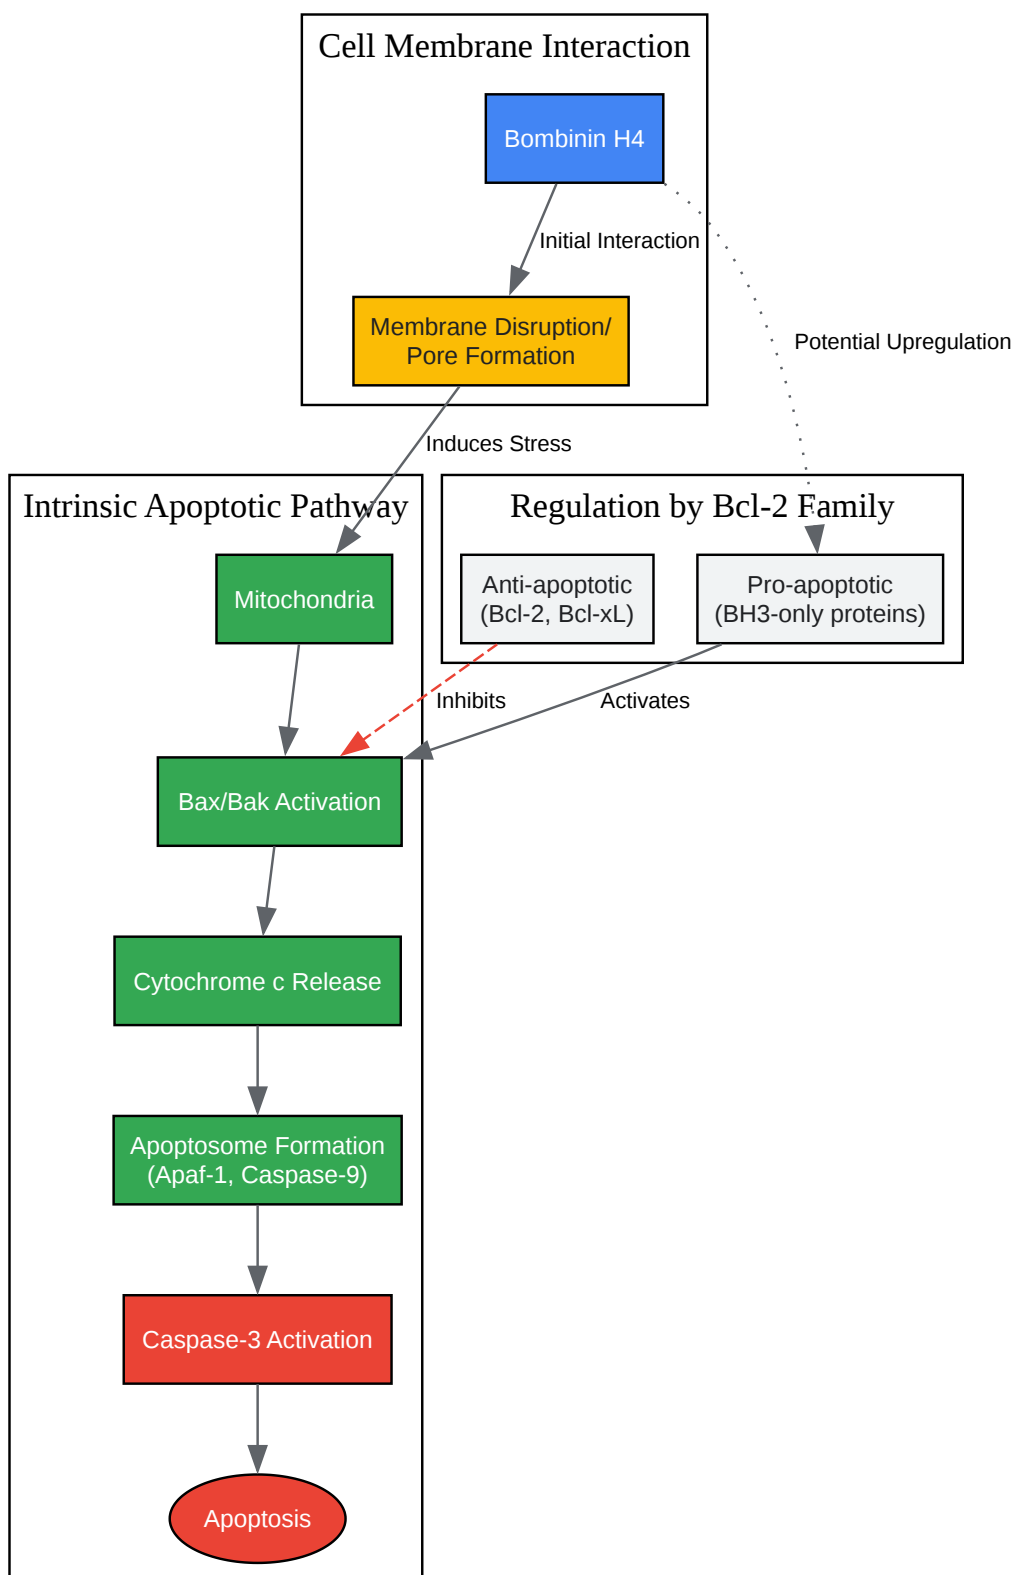 Cell Membrane Interaction
Bombinin H4
Initial Interaction
Membrane Disruption/
Pore Formation
Potential Upregulation
Induces Stress
Intrinsic Apoptotic Pathway
Regulation by Bcl-2 Family
Mitochondria
Anti-apoptotic
(Bcl-2, Bcl-xL)
Pro-apoptotic
(BH3-only proteins)
Inhibits
Activates
Bax/Bak Activation
Cytochrome c Release
Apoptosome Formation
(Apaf-1, Caspase-9)
Caspase-3 Activation
Apoptosis